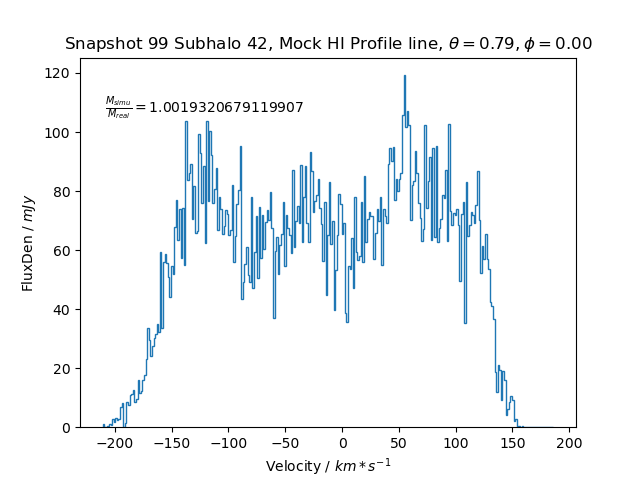 Snapshot 99 Subhalo 42, Mock HI Profile line, θ = 0.79, ϕ = 0.00
M_simu/M_real = 1.0019320679119907
FluxDen / mJy
120
100
80
60
40
20
0
−200 −150 −100 −50 0 50 100 150 200
Velocity / km * s⁻¹